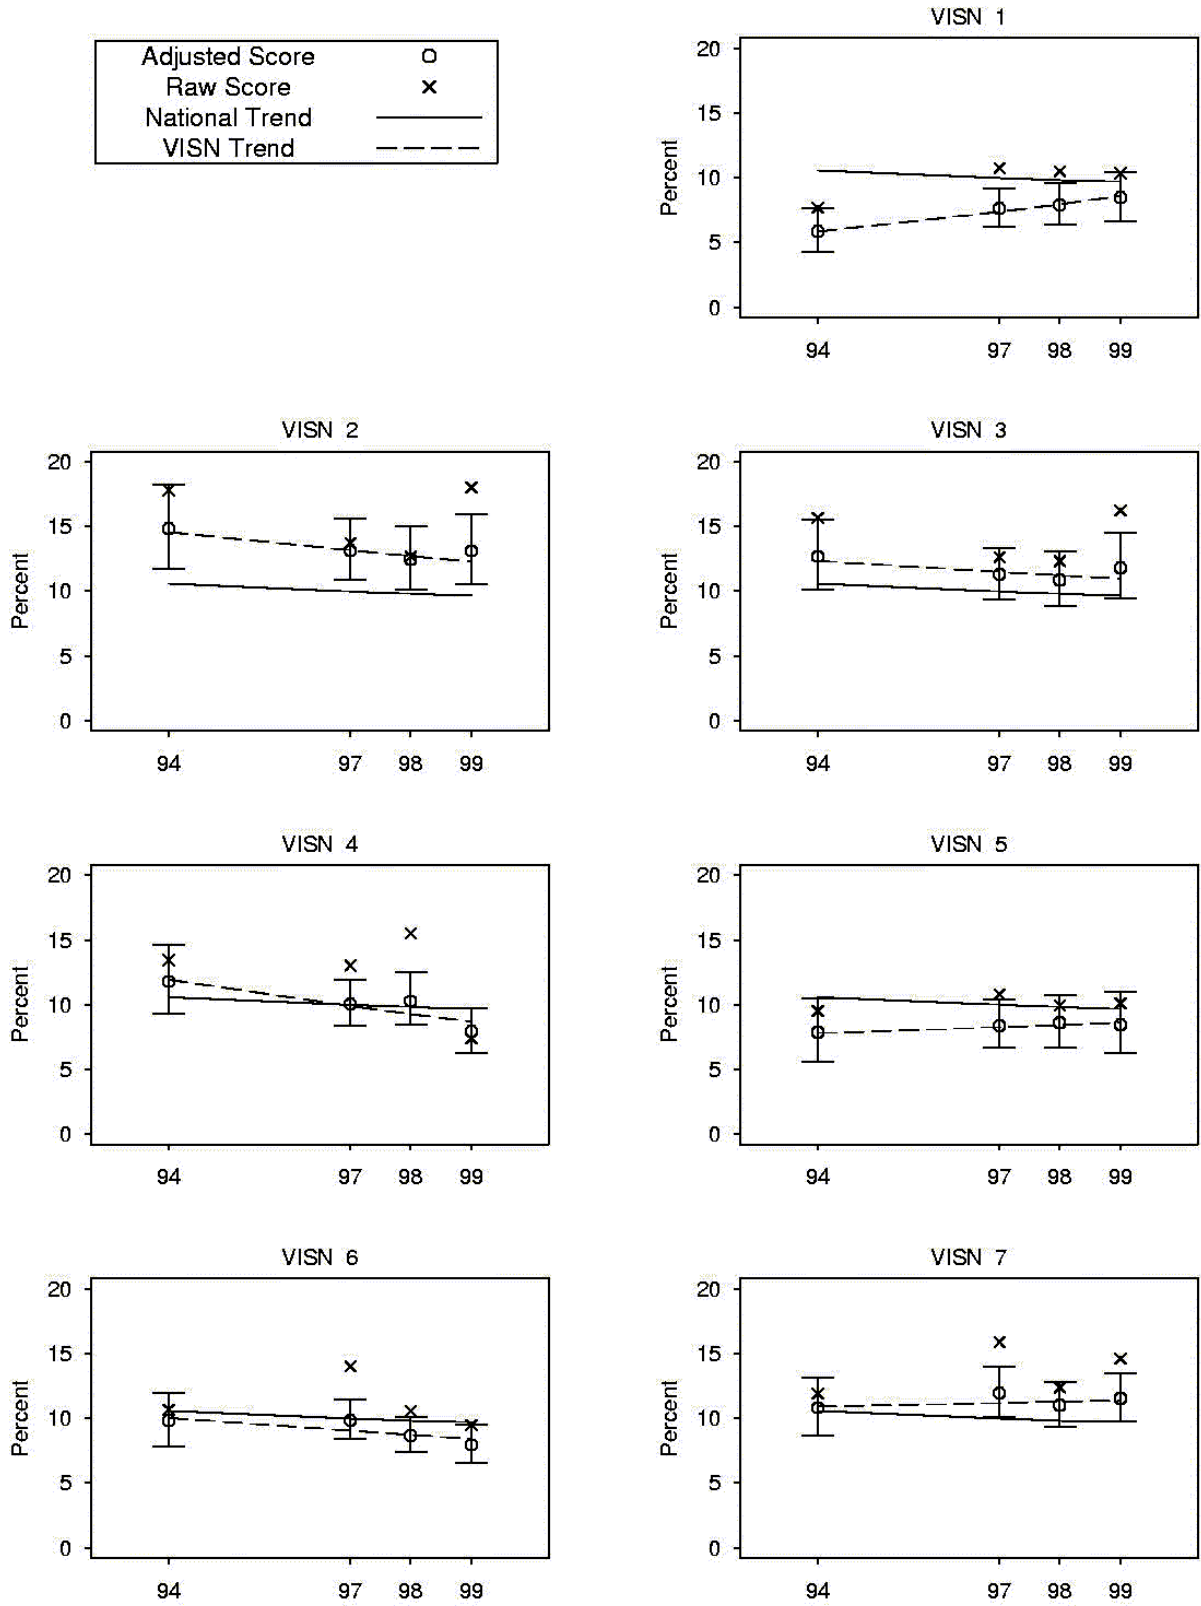 VISN 1
Adjusted Score
Raw Score
National Trend
VISN Trend
Percent
20
15
10
5
0
94 97 98 99
VISN 2
Percent
20
15
10
5
0
94 97 98 99
VISN 3
Percent
20
15
10
5
0
94 97 98 99
VISN 4
Percent
20
15
10
5
0
94 97 98 99
VISN 5
Percent
20
15
10
5
0
94 97 98 99
VISN 6
Percent
20
15
10
5
0
94 97 98 99
VISN 7
Percent
20
15
10
5
0
94 97 98 99